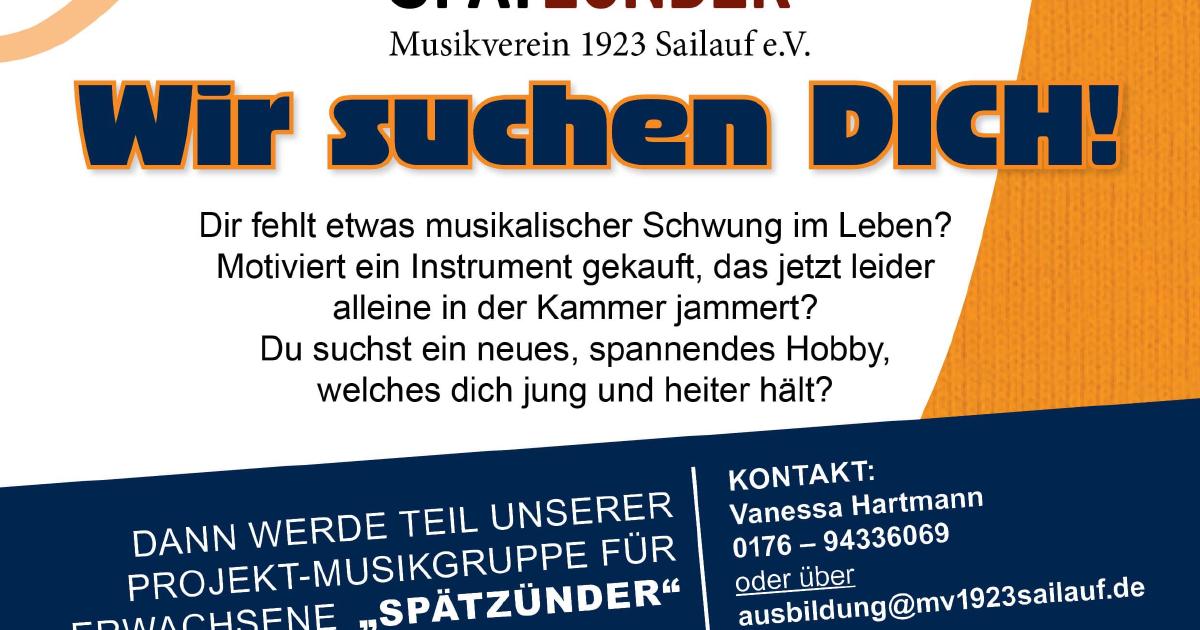 SPÄTZÜNDER
Musikverein 1923 Sailauf e.V.
Wir suchen DICH!
Dir fehlt etwas musikalischer Schwung im Leben?
Motiviert ein Instrument gekauft, das jetzt leider
alleine in der Kammer jammert?
Du suchst ein neues, spannendes Hobby,
welches dich jung und heiter hält?
DANN WERDE TEIL UNSERER
PROJEKT-MUSIKGRUPPE FÜR
ERWACHSENE „SPÄTZÜNDER“
KONTAKT:
Vanessa Hartmann
0176 – 94336069
oder über
ausbildung@mv1923sailauf.de